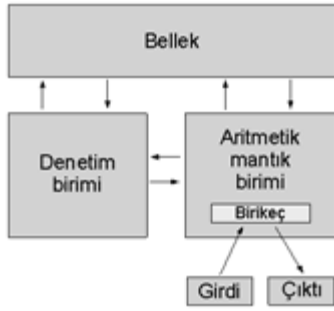 Bellek
Denetim
birimi
Aritmetik
mantık
birimi
Birikeç
Girdi
Çıktı